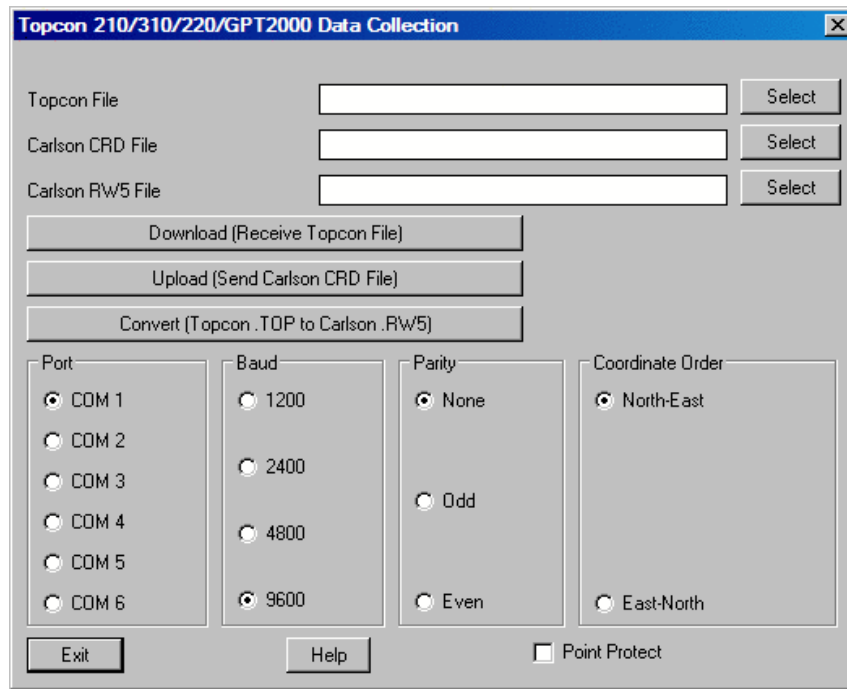 Topcon 210/310/220/GPT2000 Data Collection
Topcon File
Select
Carlson CRD File
Select
Carlson RW5 File
Select
Download (Receive Topcon File)
Upload (Send Carlson CRD File)
Convert (Topcon .TOP to Carlson .RW5)
Port
COM 1
COM 2
COM 3
COM 4
COM 5
COM 6
Baud
1200
2400
4800
9600
Parity
None
Odd
Even
Coordinate Order
North-East
East-North
Exit
Help
Point Protect